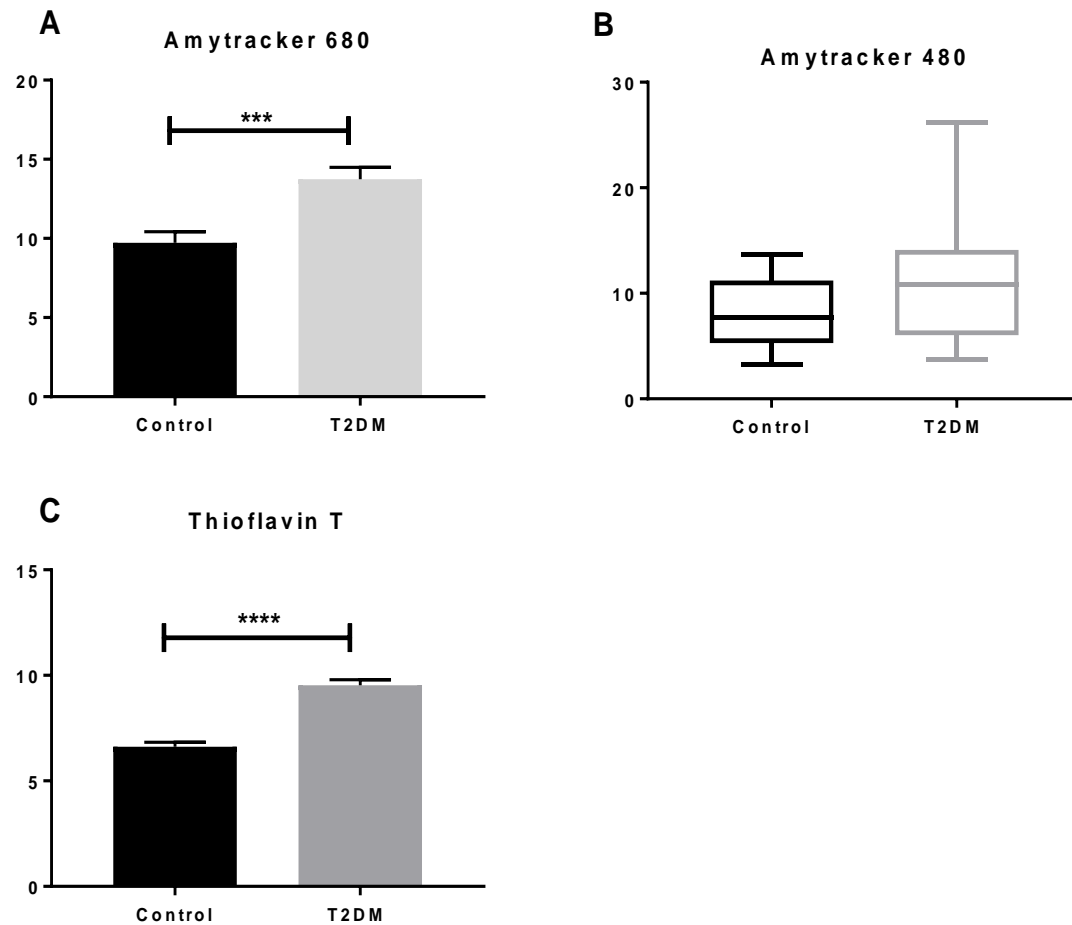 A
Amytracker 680
20
15
10
5
0
***
Control
T2DM
B
Amytracker 480
30
20
10
0
Control
T2DM
C
Thioflavin T
15
10
5
0
****
Control
T2DM